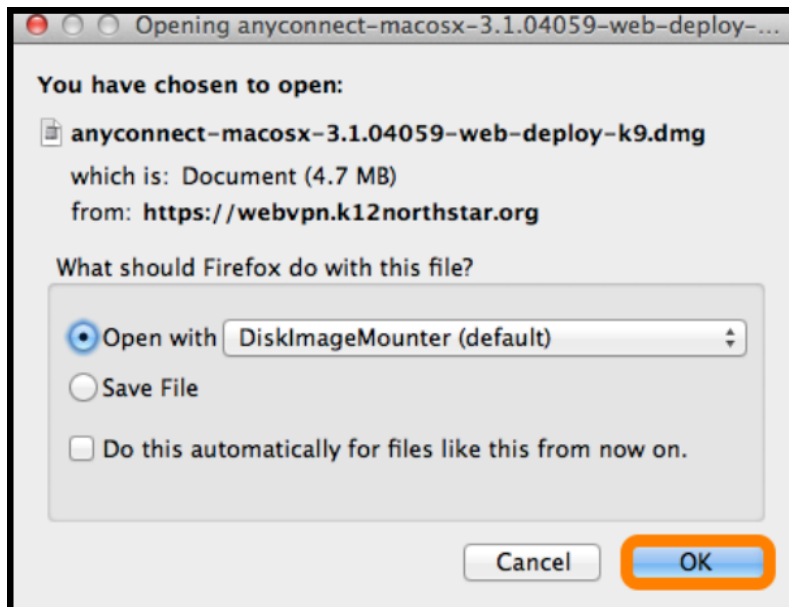 Opening anyconnect-macosx-3.1.04059-web-deploy-...
You have chosen to open:
anyconnect-macosx-3.1.04059-web-deploy-k9.dmg
which is: Document (4.7 MB)
from: https://webvpn.k12northstar.org
What should Firefox do with this file?
Open with DiskImageMounter (default)
Save File
Do this automatically for files like this from now on.
Cancel OK